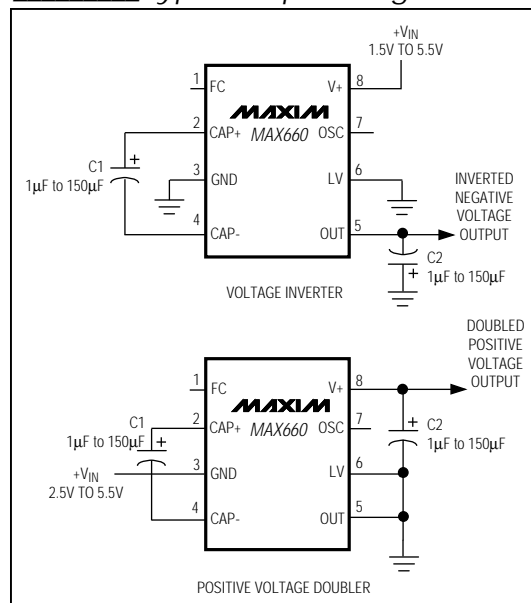 +VIN
1.5V TO 5.5V
1 FC V+ 8
MAXIM
MAX660
2 CAP+ OSC 7
C1
1µF to 150µF
+
3 GND LV 6
4 CAP- OUT 5
INVERTED
NEGATIVE
VOLTAGE
OUTPUT
C2
1µF to 150µF
+
VOLTAGE INVERTER
DOUBLED
POSITIVE
VOLTAGE
OUTPUT
1 FC V+ 8
MAXIM
MAX660
2 CAP+ OSC 7
C1
1µF to 150µF
+
+VIN
2.5V TO 5.5V
3 GND LV 6
4 CAP- OUT 5
+
C2
1µF to 150µF
POSITIVE VOLTAGE DOUBLER